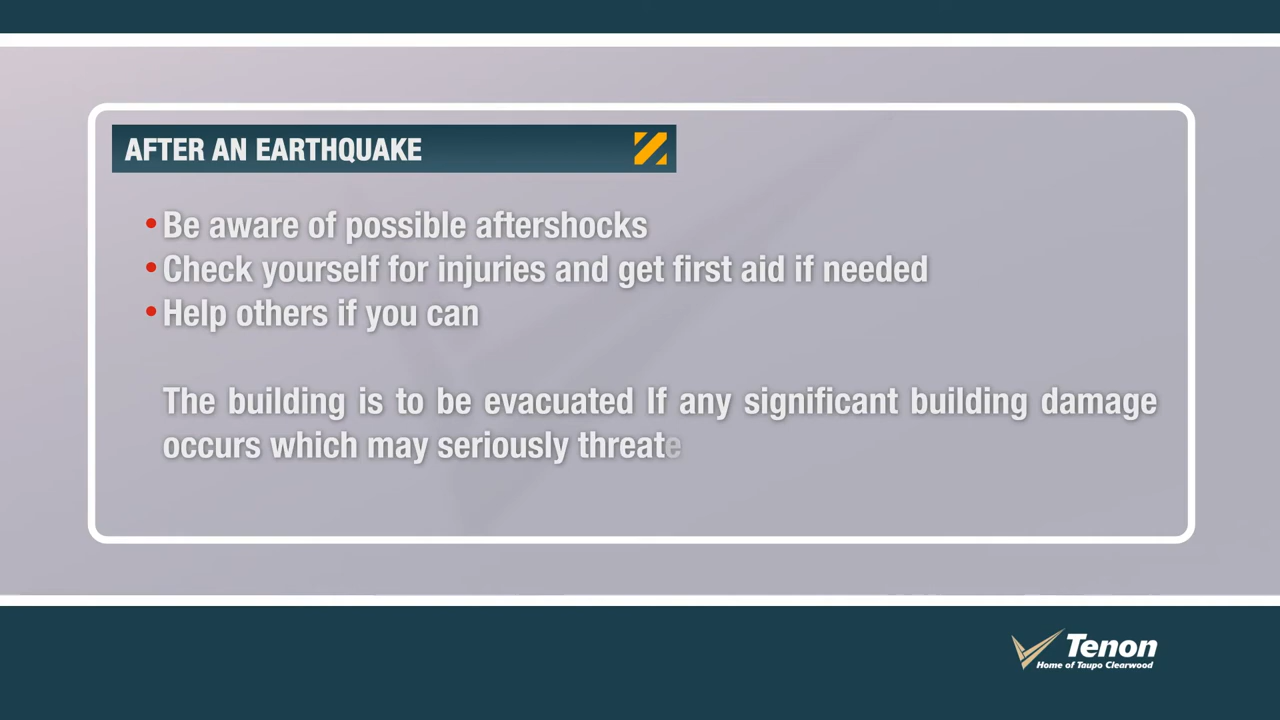 AFTER AN EARTHQUAKE
• Be aware of possible aftershocks
• Check yourself for injuries and get first aid if needed
• Help others if you can
The building is to be evacuated If any significant building damage
occurs which may seriously threate
Tenon
Home of Taupo Clearwood